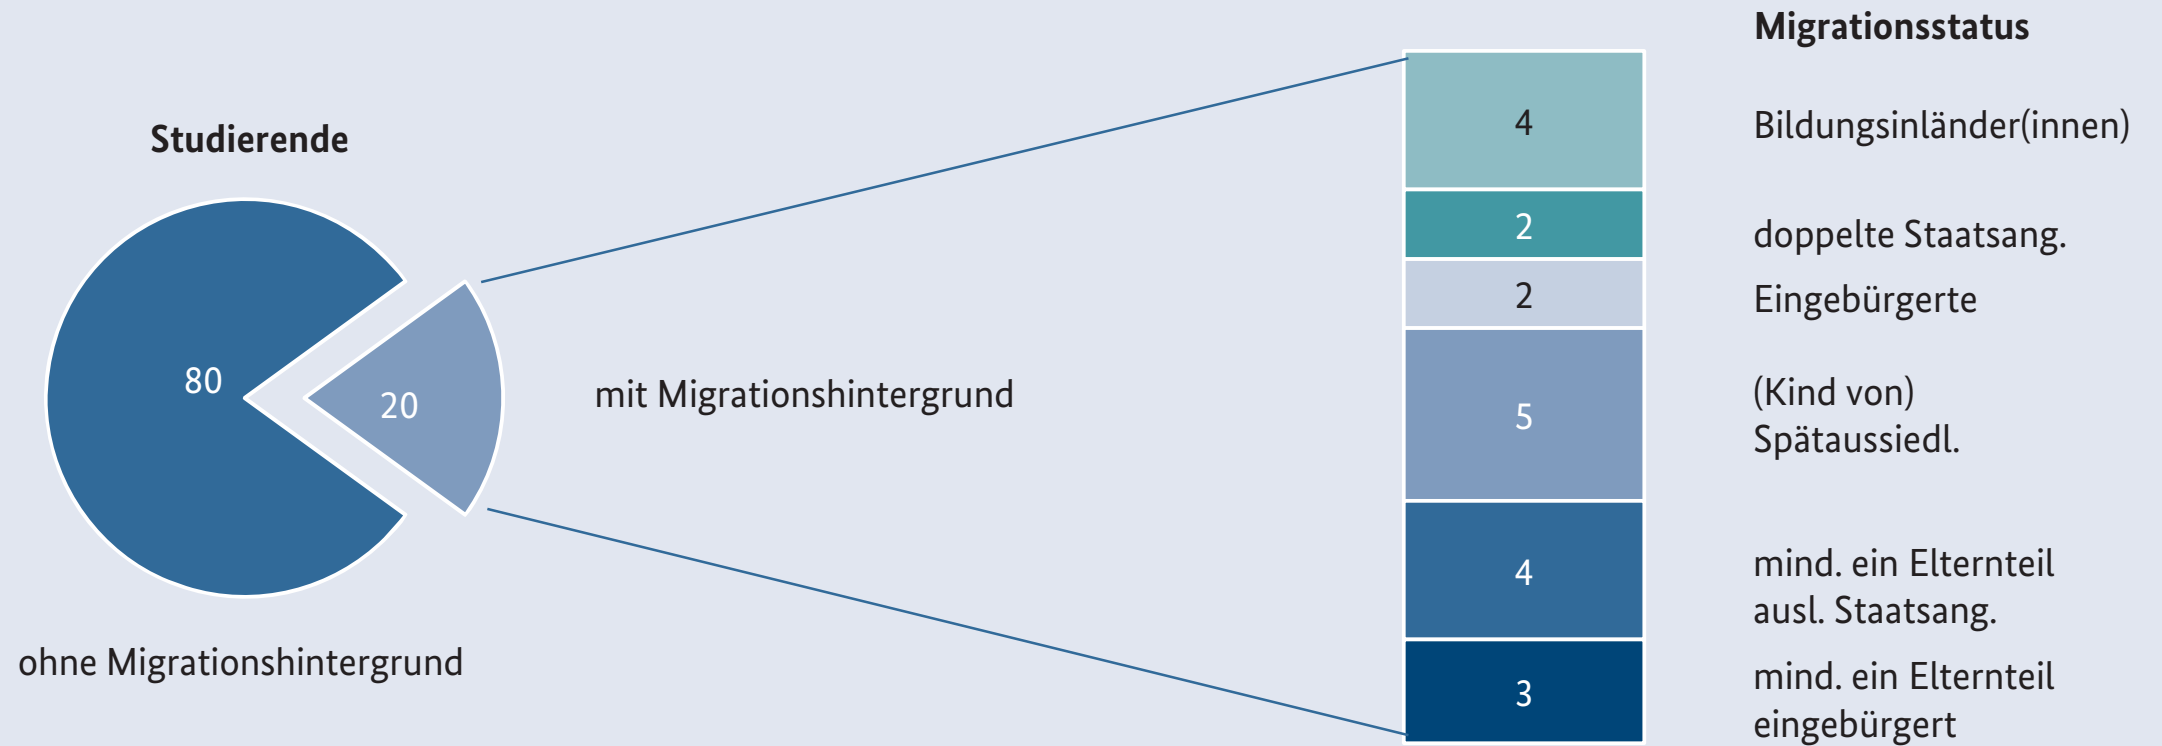 Studierende
80
20
ohne Migrationshintergrund
mit Migrationshintergrund
Migrationsstatus
4
Bildungsinländer(innen)
2
doppelte Staatsang.
2
Eingebürgerte
5
(Kind von)
Spätaussiedl.
4
mind. ein Elternteil
ausl. Staatsang.
3
mind. ein Elternteil
eingebürgert